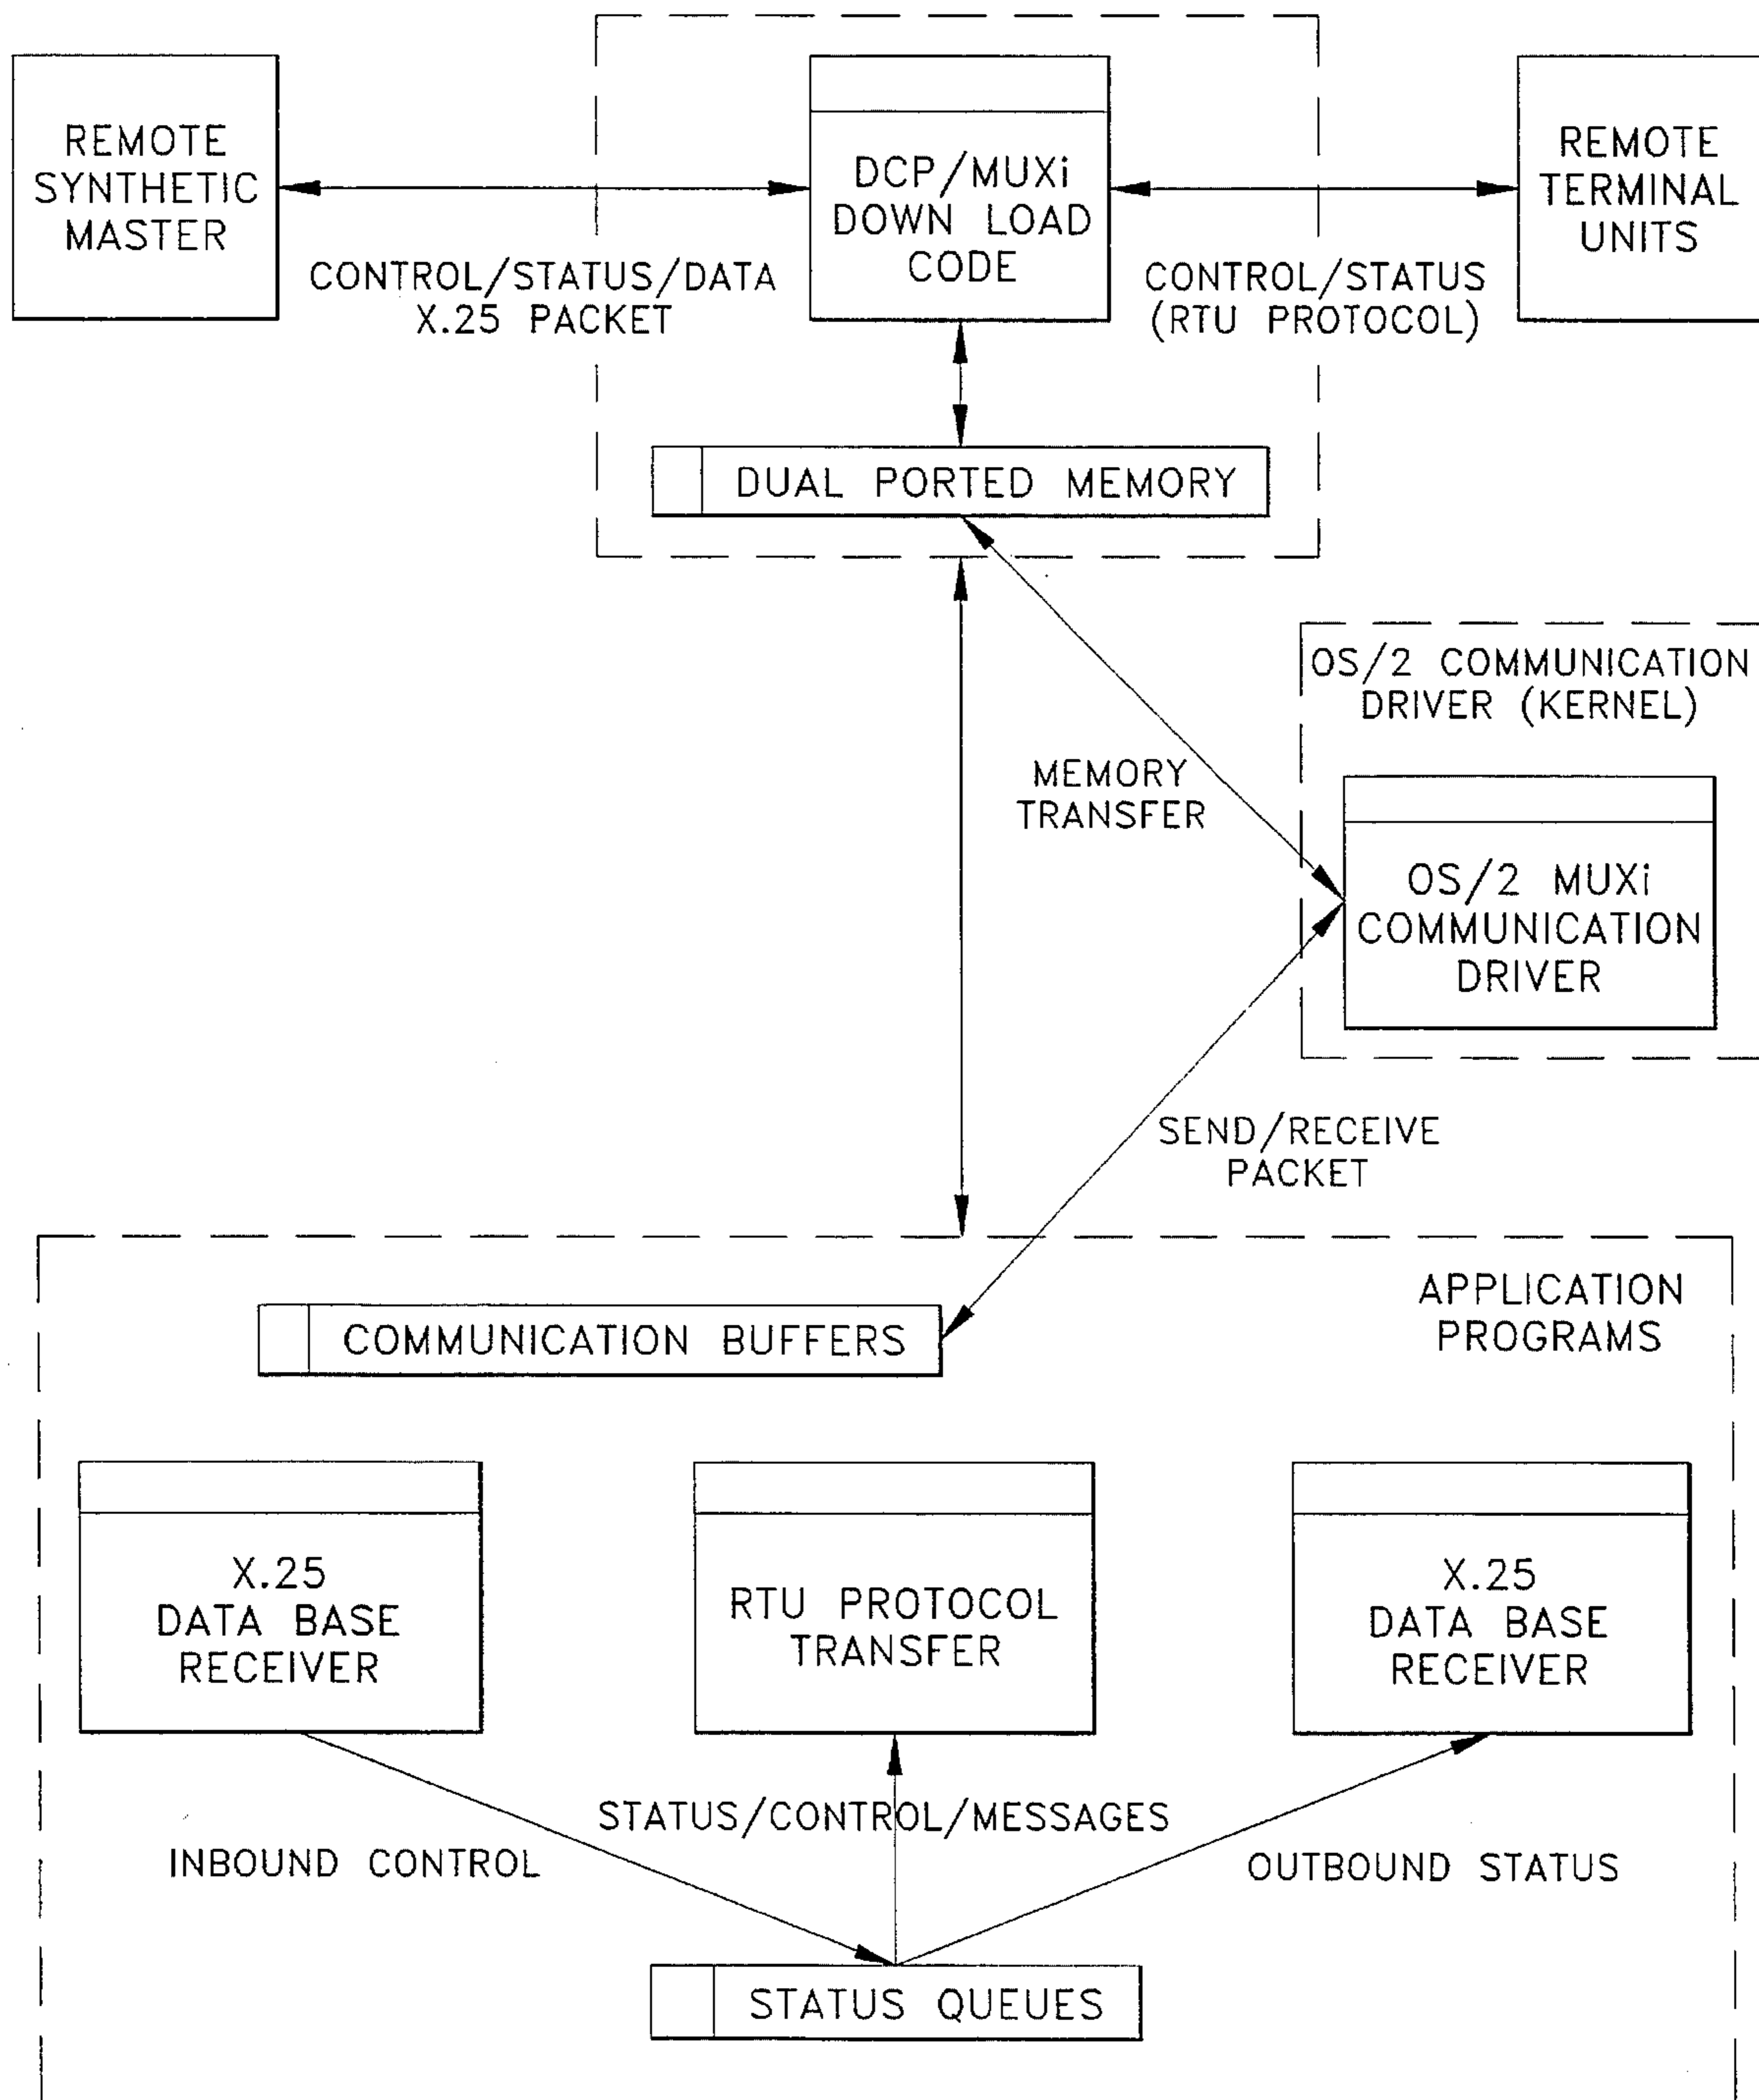 REMOTE
SYNTHETIC
MASTER
CONTROL/STATUS/DATA
X.25 PACKET
DCP/MUXi
DOWN LOAD
CODE
CONTROL/STATUS
(RTU PROTOCOL)
REMOTE
TERMINAL
UNITS
DUAL PORTED MEMORY
OS/2 COMMUNICATION
DRIVER (KERNEL)
MEMORY
TRANSFER
OS/2 MUXi
COMMUNICATION
DRIVER
SEND/RECEIVE
PACKET
APPLICATION
PROGRAMS
COMMUNICATION BUFFERS
X.25
DATA BASE
RECEIVER
RTU PROTOCOL
TRANSFER
X.25
DATA BASE
RECEIVER
STATUS/CONTROL/MESSAGES
INBOUND CONTROL
OUTBOUND STATUS
STATUS QUEUES